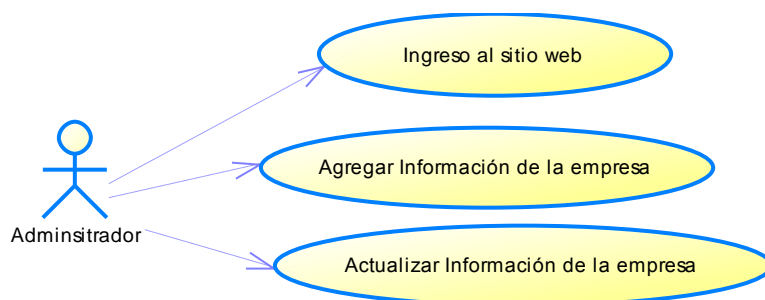 Ingreso al sitio web
Agregar Información de la empresa
Adminsitrador
Actualizar Información de la empresa